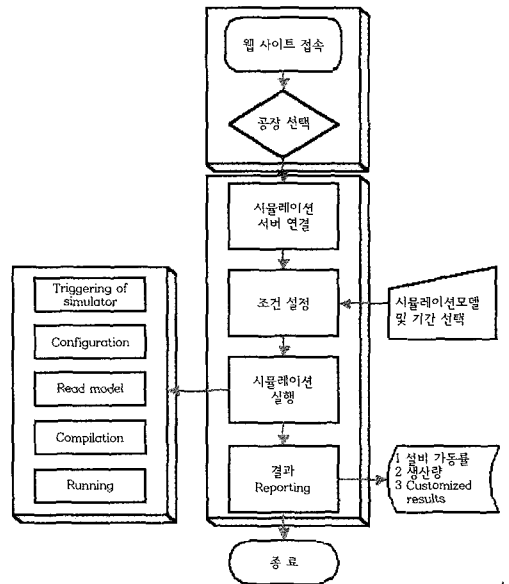 웹 사이트 접속
공장 선택
시뮬레이션
서버 연결
조건 설정
시뮬레이션모델
및 기간 선택
시뮬레이션
실행
Triggering of
simulator
Configuration
Read model
Compilation
Running
결과
Reporting
1 설비 가동률
2 생산량
3 Customized
results
종 료